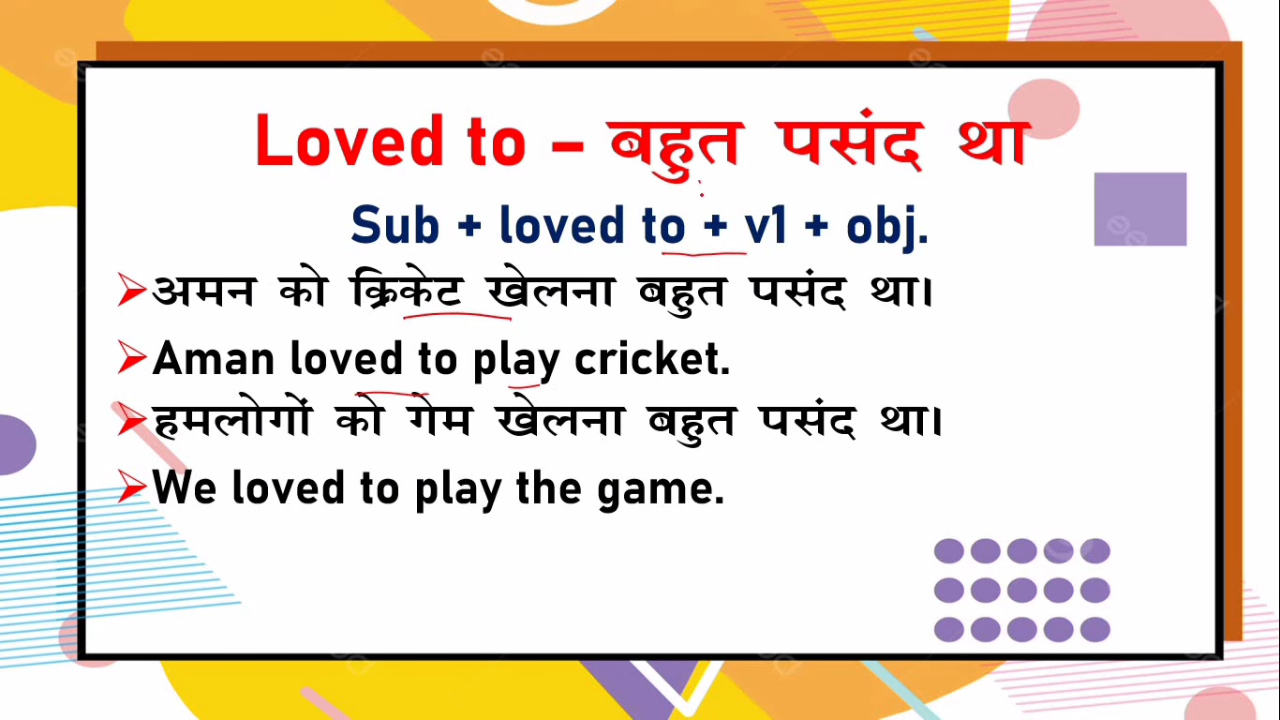 Loved to – बहुत पसंद था
Sub + loved to + v1 + obj.
अमन को क्रिकेट खेलना बहुत पसंद था।
Aman loved to play cricket.
हमलोगों को गेम खेलना बहुत पसंद था।
We loved to play the game.